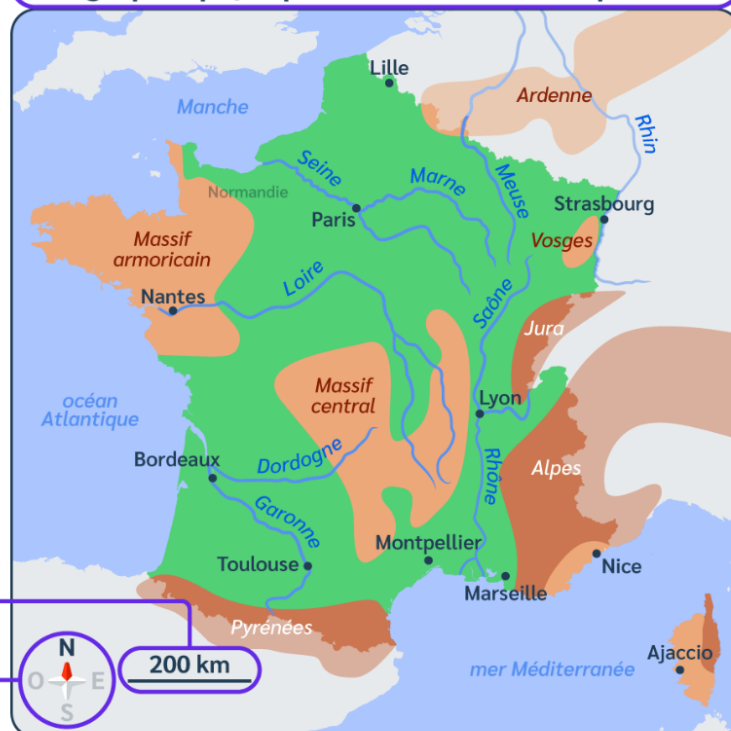 Lille
Ardenne
Manche
Rhin
Seine
Marne
Meuse
Normandie
Strasbourg
Paris
Vosges
Massif
armoricain
Loire
Nantes
Saône
Jura
Massif
central
océan
Atlantique
Lyon
Bordeaux
Dordogne
Rhône
Alpes
Garonne
Montpellier
Toulouse
Nice
Marseille
Pyrénées
N
O
E
S
200 km
mer Méditerranée
Ajaccio